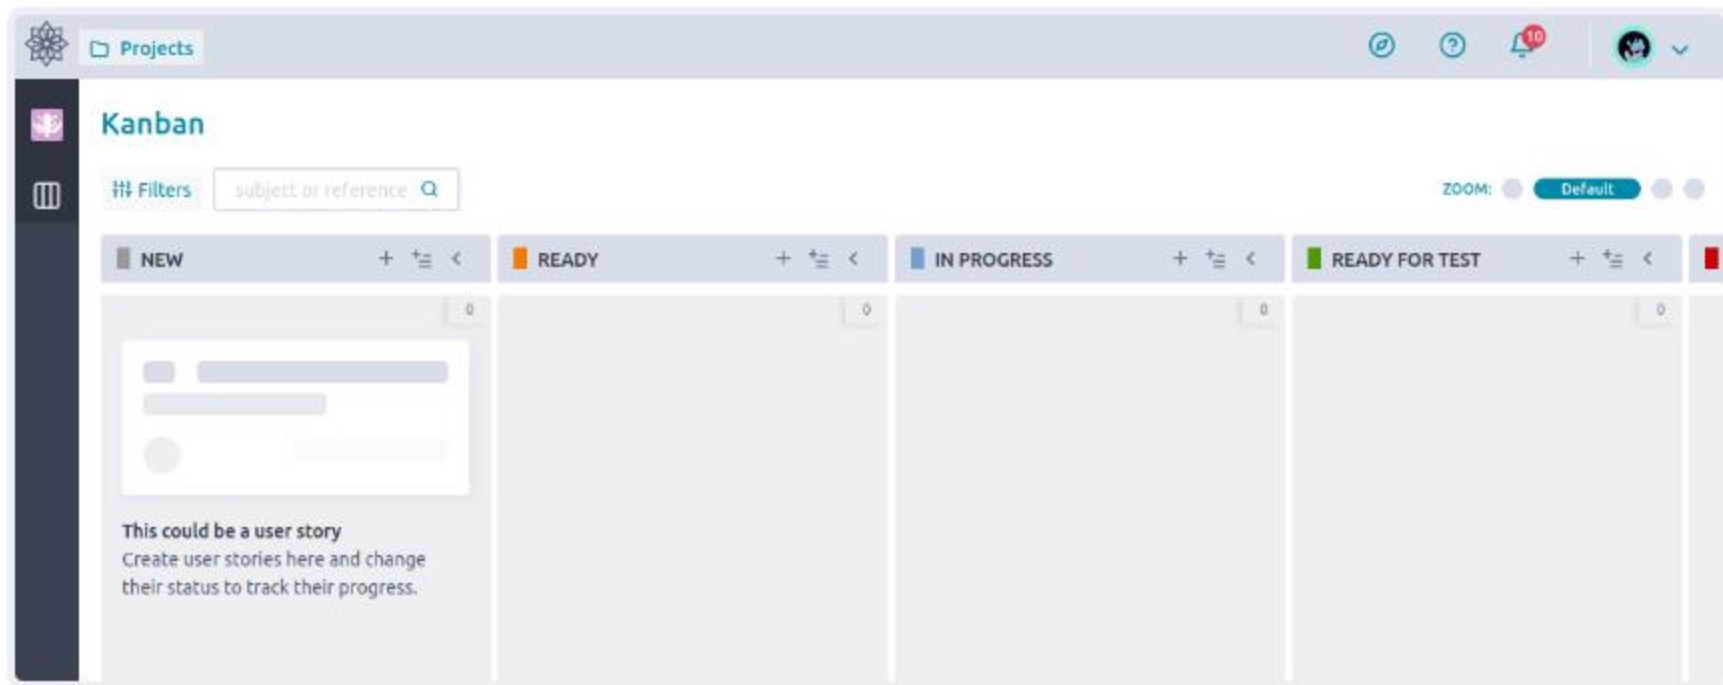 Projects
10
Kanban
Filters
subject or reference
ZOOM:
Default
NEW
READY
IN PROGRESS
READY FOR TEST
0
0
0
0
This could be a user story
Create user stories here and change
their status to track their progress.